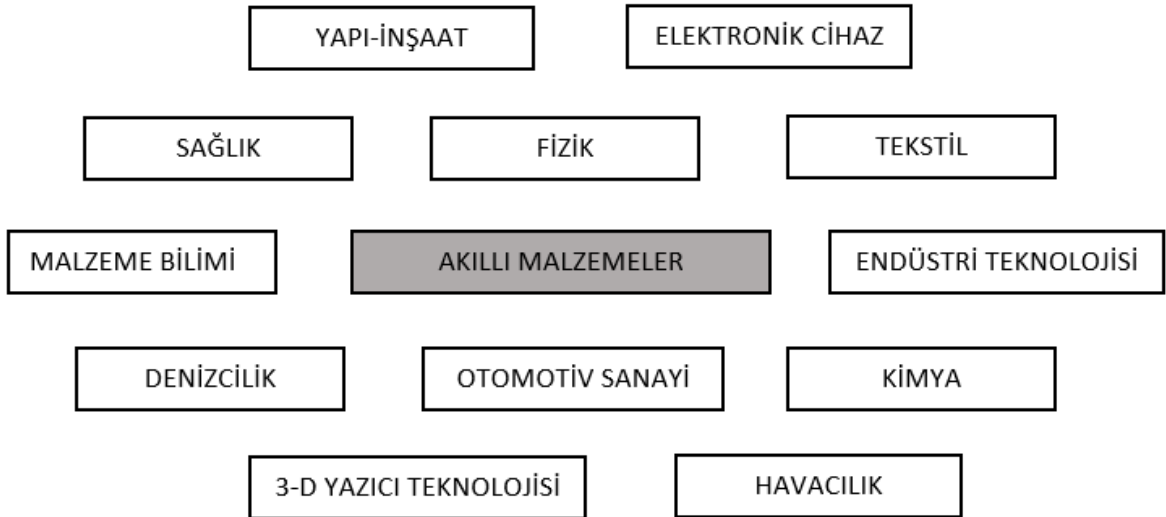 YAPI-İNŞAAT
ELEKTRONİK CİHAZ
SAĞLIK
FİZİK
TEKSTİL
MALZEME BİLİMİ
AKILLI MALZEMELER
ENDÜSTRİ TEKNOLOJİSİ
DENİZCİLİK
OTOMOTİV SANAYİ
KİMYA
3-D YAZICI TEKNOLOJİSİ
HAVACILIK